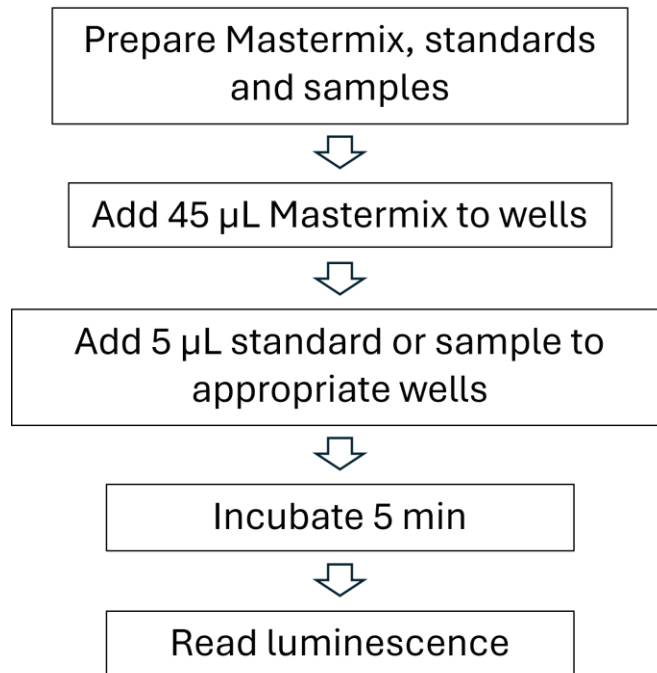 Prepare Mastermix, standards
and samples
Add 45 µL Mastermix to wells
Add 5 µL standard or sample to
appropriate wells
Incubate 5 min
Read luminescence